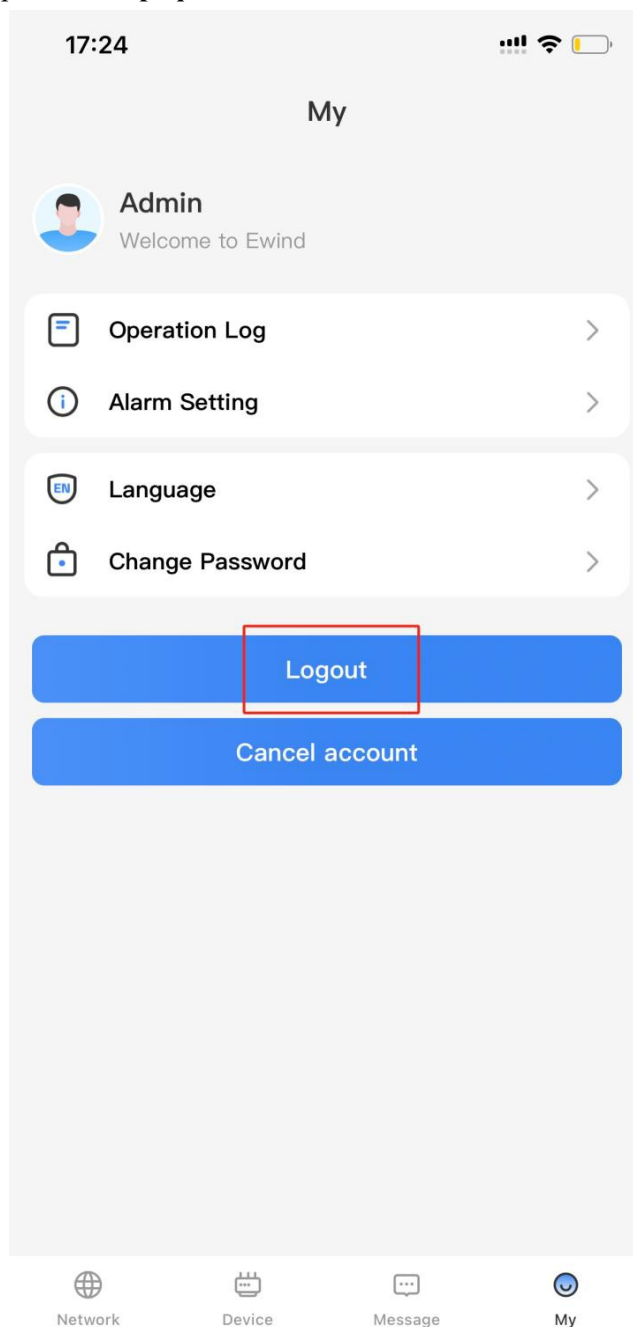 17:24
My
Admin
Welcome to Ewind
Operation Log
Alarm Setting
EN
Language
Change Password
Logout
Cancel account
Network Device Message My